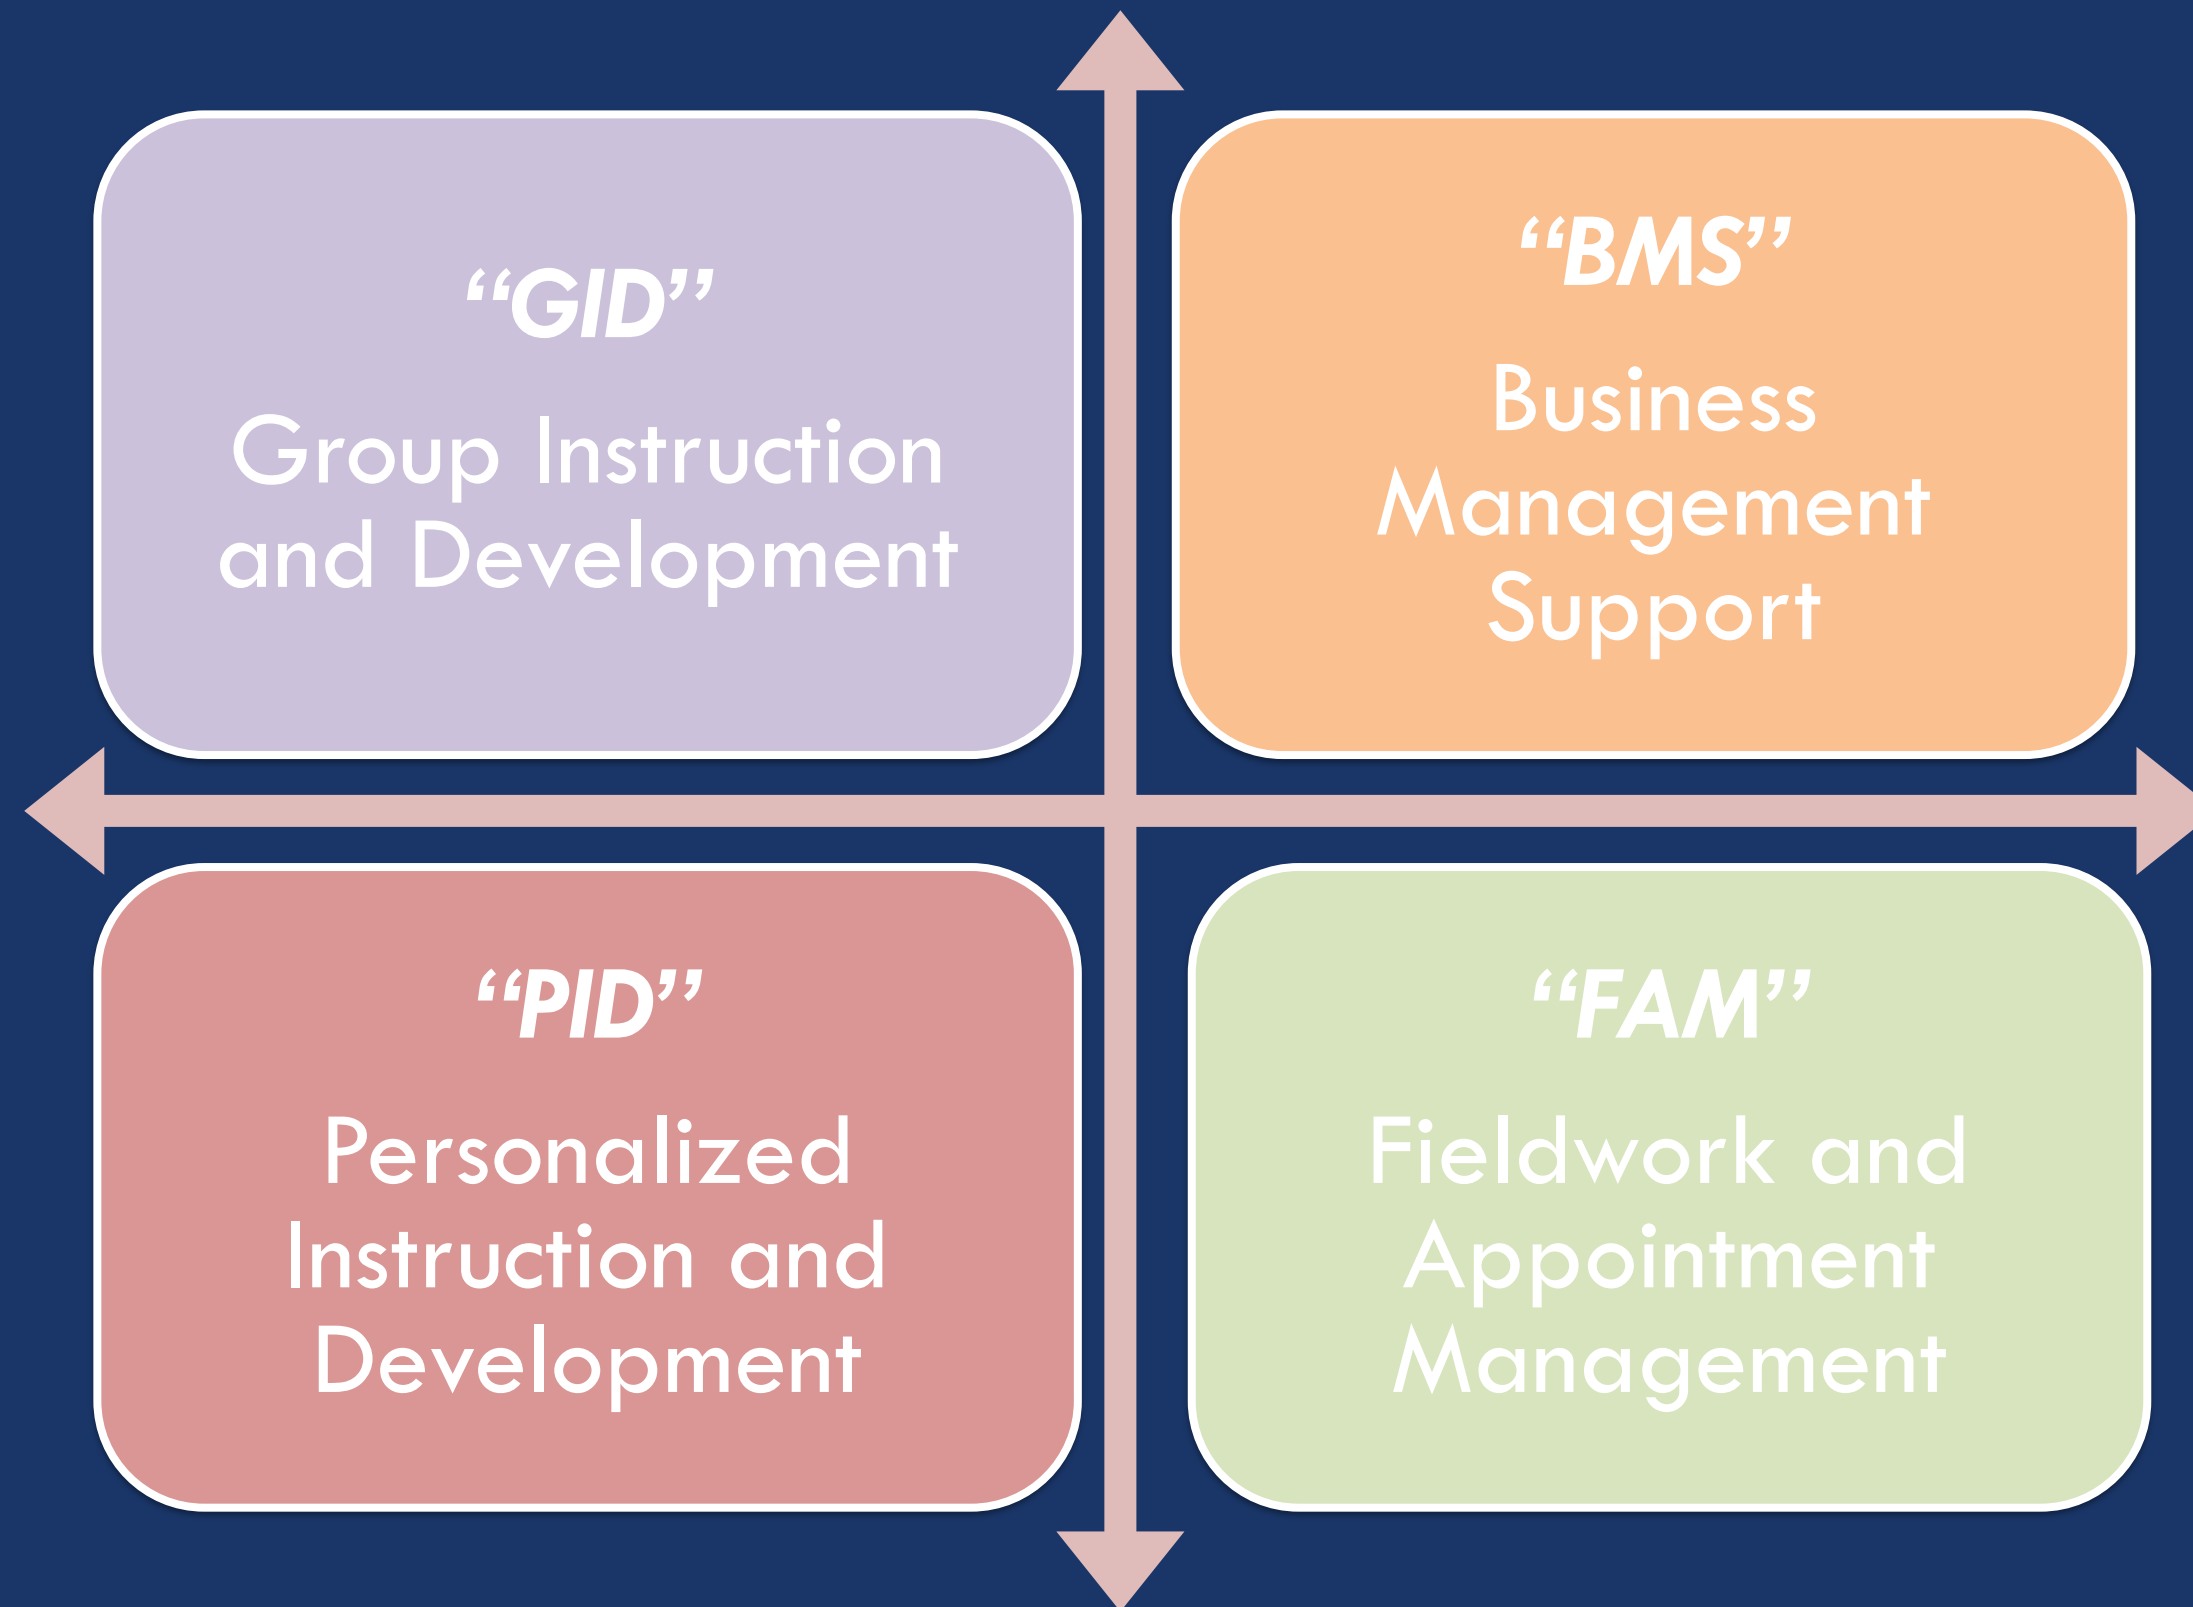 “GID”
Group Instruction
and Development
“BMS”
Business
Management
Support
“PID”
Personalized
Instruction and
Development
“FAM”
Fieldwork and
Appointment
Management